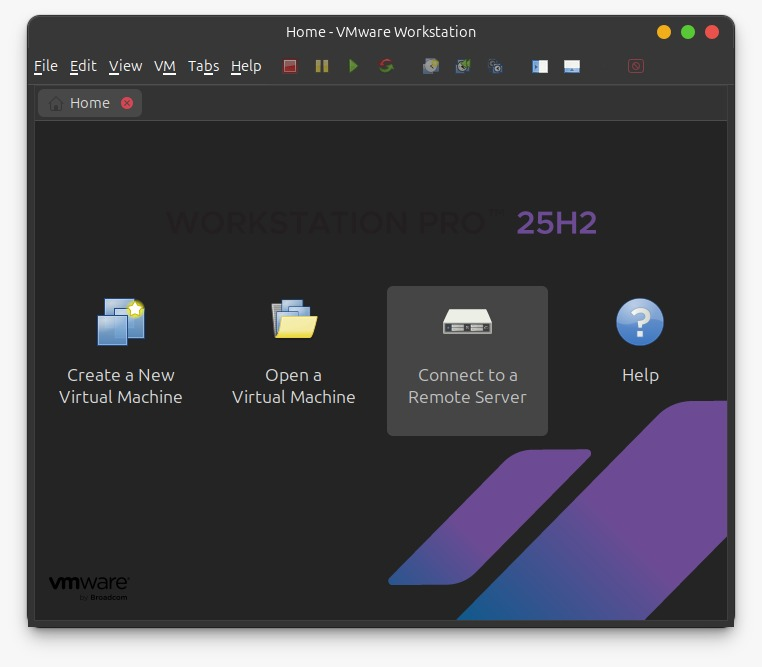 Home - VMware Workstation
File Edit View VM Tabs Help
Home
WORKSTATION PRO™ 25H2
Create a New
Virtual Machine
Open a
Virtual Machine
Connect to a
Remote Server
Help
vmware®
by Broadcom